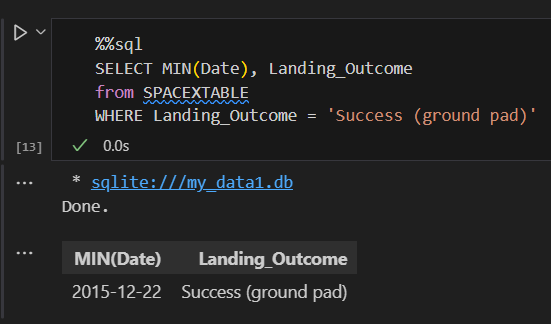 %%sql
SELECT MIN(Date), Landing_Outcome
from SPACEXTABLE
WHERE Landing_Outcome = 'Success (ground pad)'
[13]
0.0s
... * sqlite:///my_data1.db
Done.
...
MIN(Date) Landing_Outcome
2015-12-22 Success (ground pad)